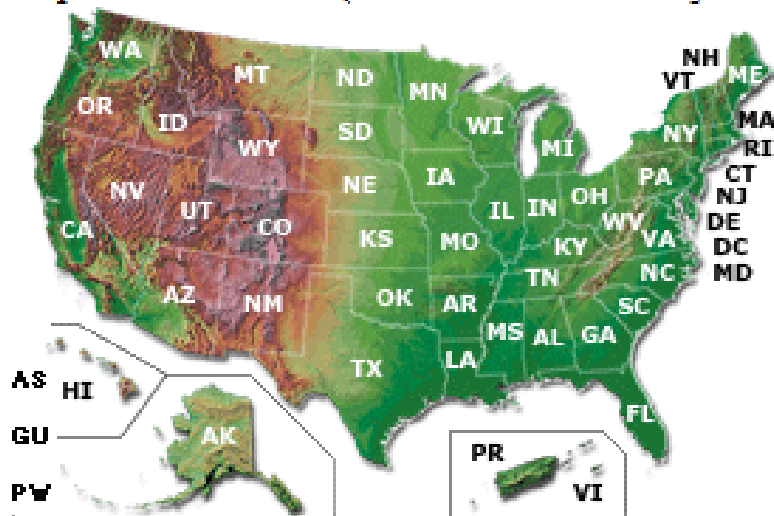 NH
WA
VT
ME
MT
ND
MN
OR
ID
SD
WI
MA
NY
WY
MI
RI
NV
NE
IA
PA
CT
UT
IL
IN
OH
NJ
CA
CO
KS
MO
KY
WV
VA
DE
DC
AZ
NM
OK
AR
TN
NC
MD
MS
AL
GA
SC
TX
LA
AS
HI
FL
GU
AK
PR
PW
VI